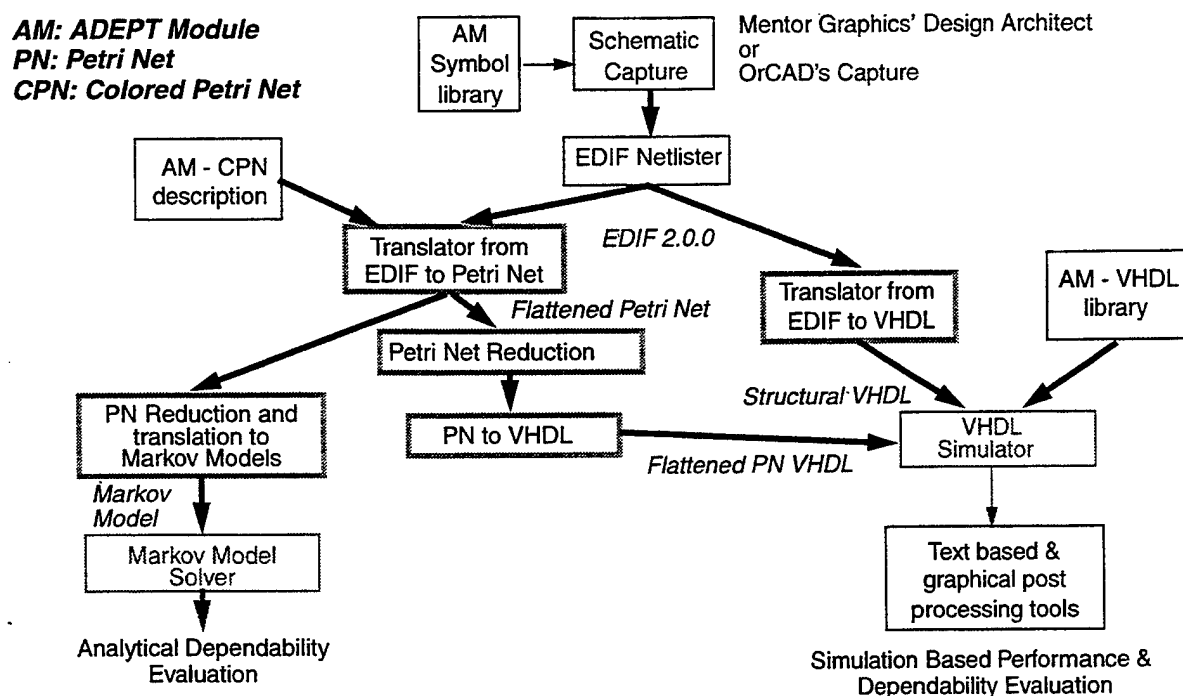 AM: ADEPT Module
PN: Petri Net
CPN: Colored Petri Net
AM
Symbol
library
Schematic
Capture
Mentor Graphics' Design Architect
or
OrCAD's Capture
EDIF Netlister
AM - CPN
description
EDIF 2.0.0
Translator from
EDIF to Petri Net
Translator from
EDIF to VHDL
AM - VHDL
library
Flattened Petri Net
Petri Net Reduction
Structural VHDL
PN Reduction and
translation to
Markov Models
PN to VHDL
Flattened PN VHDL
VHDL
Simulator
Markov
Model
Markov Model
Solver
Text based &
graphical post
processing tools
Analytical Dependability
Evaluation
Simulation Based Performance &
Dependability Evaluation